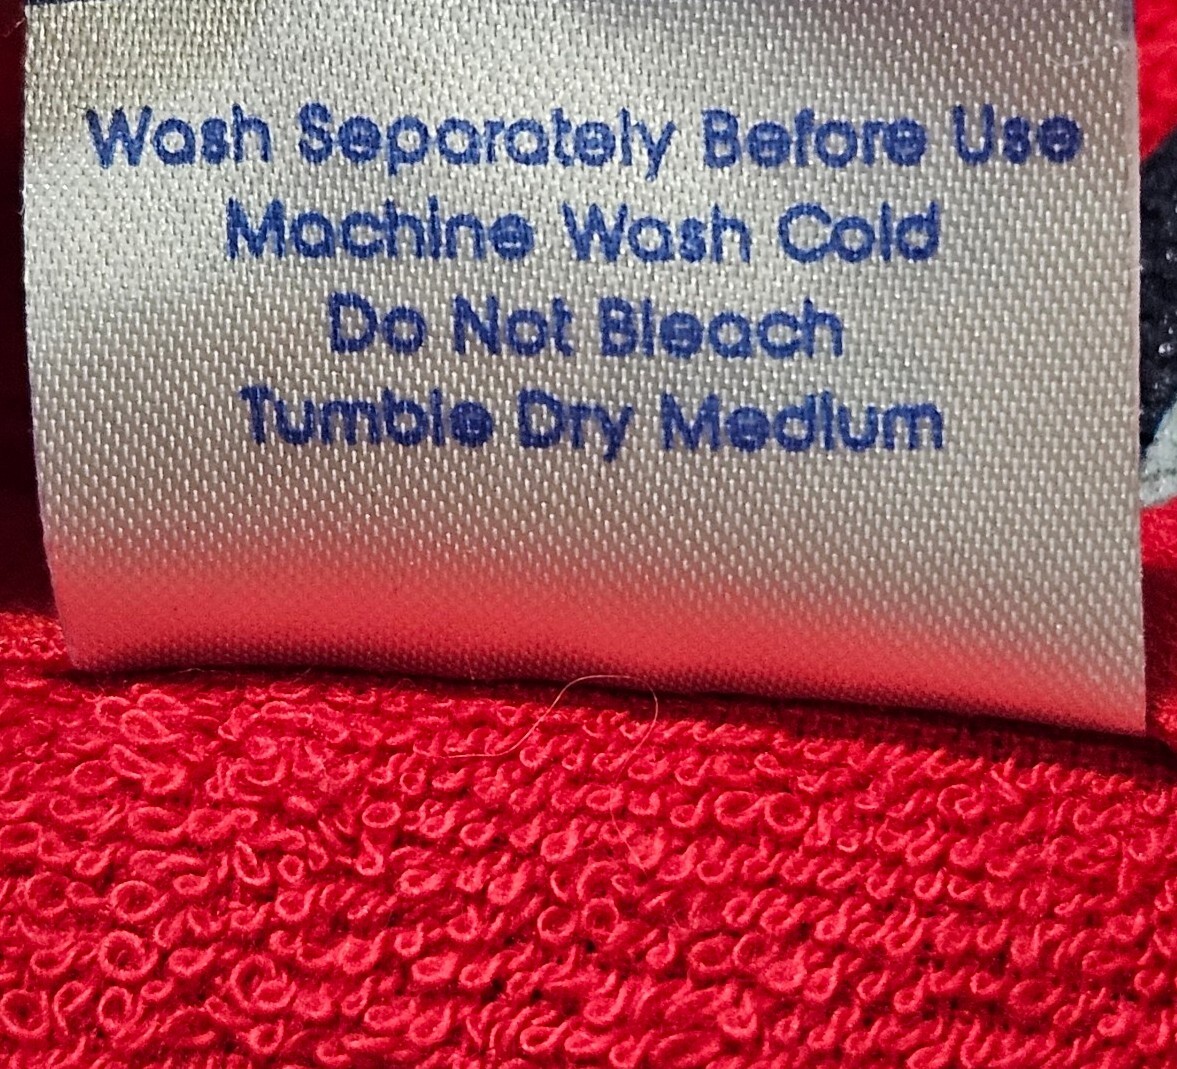 Wash Separately Before Use
Machine Wash Cold
Do Not Bleach
Tumble Dry Medium